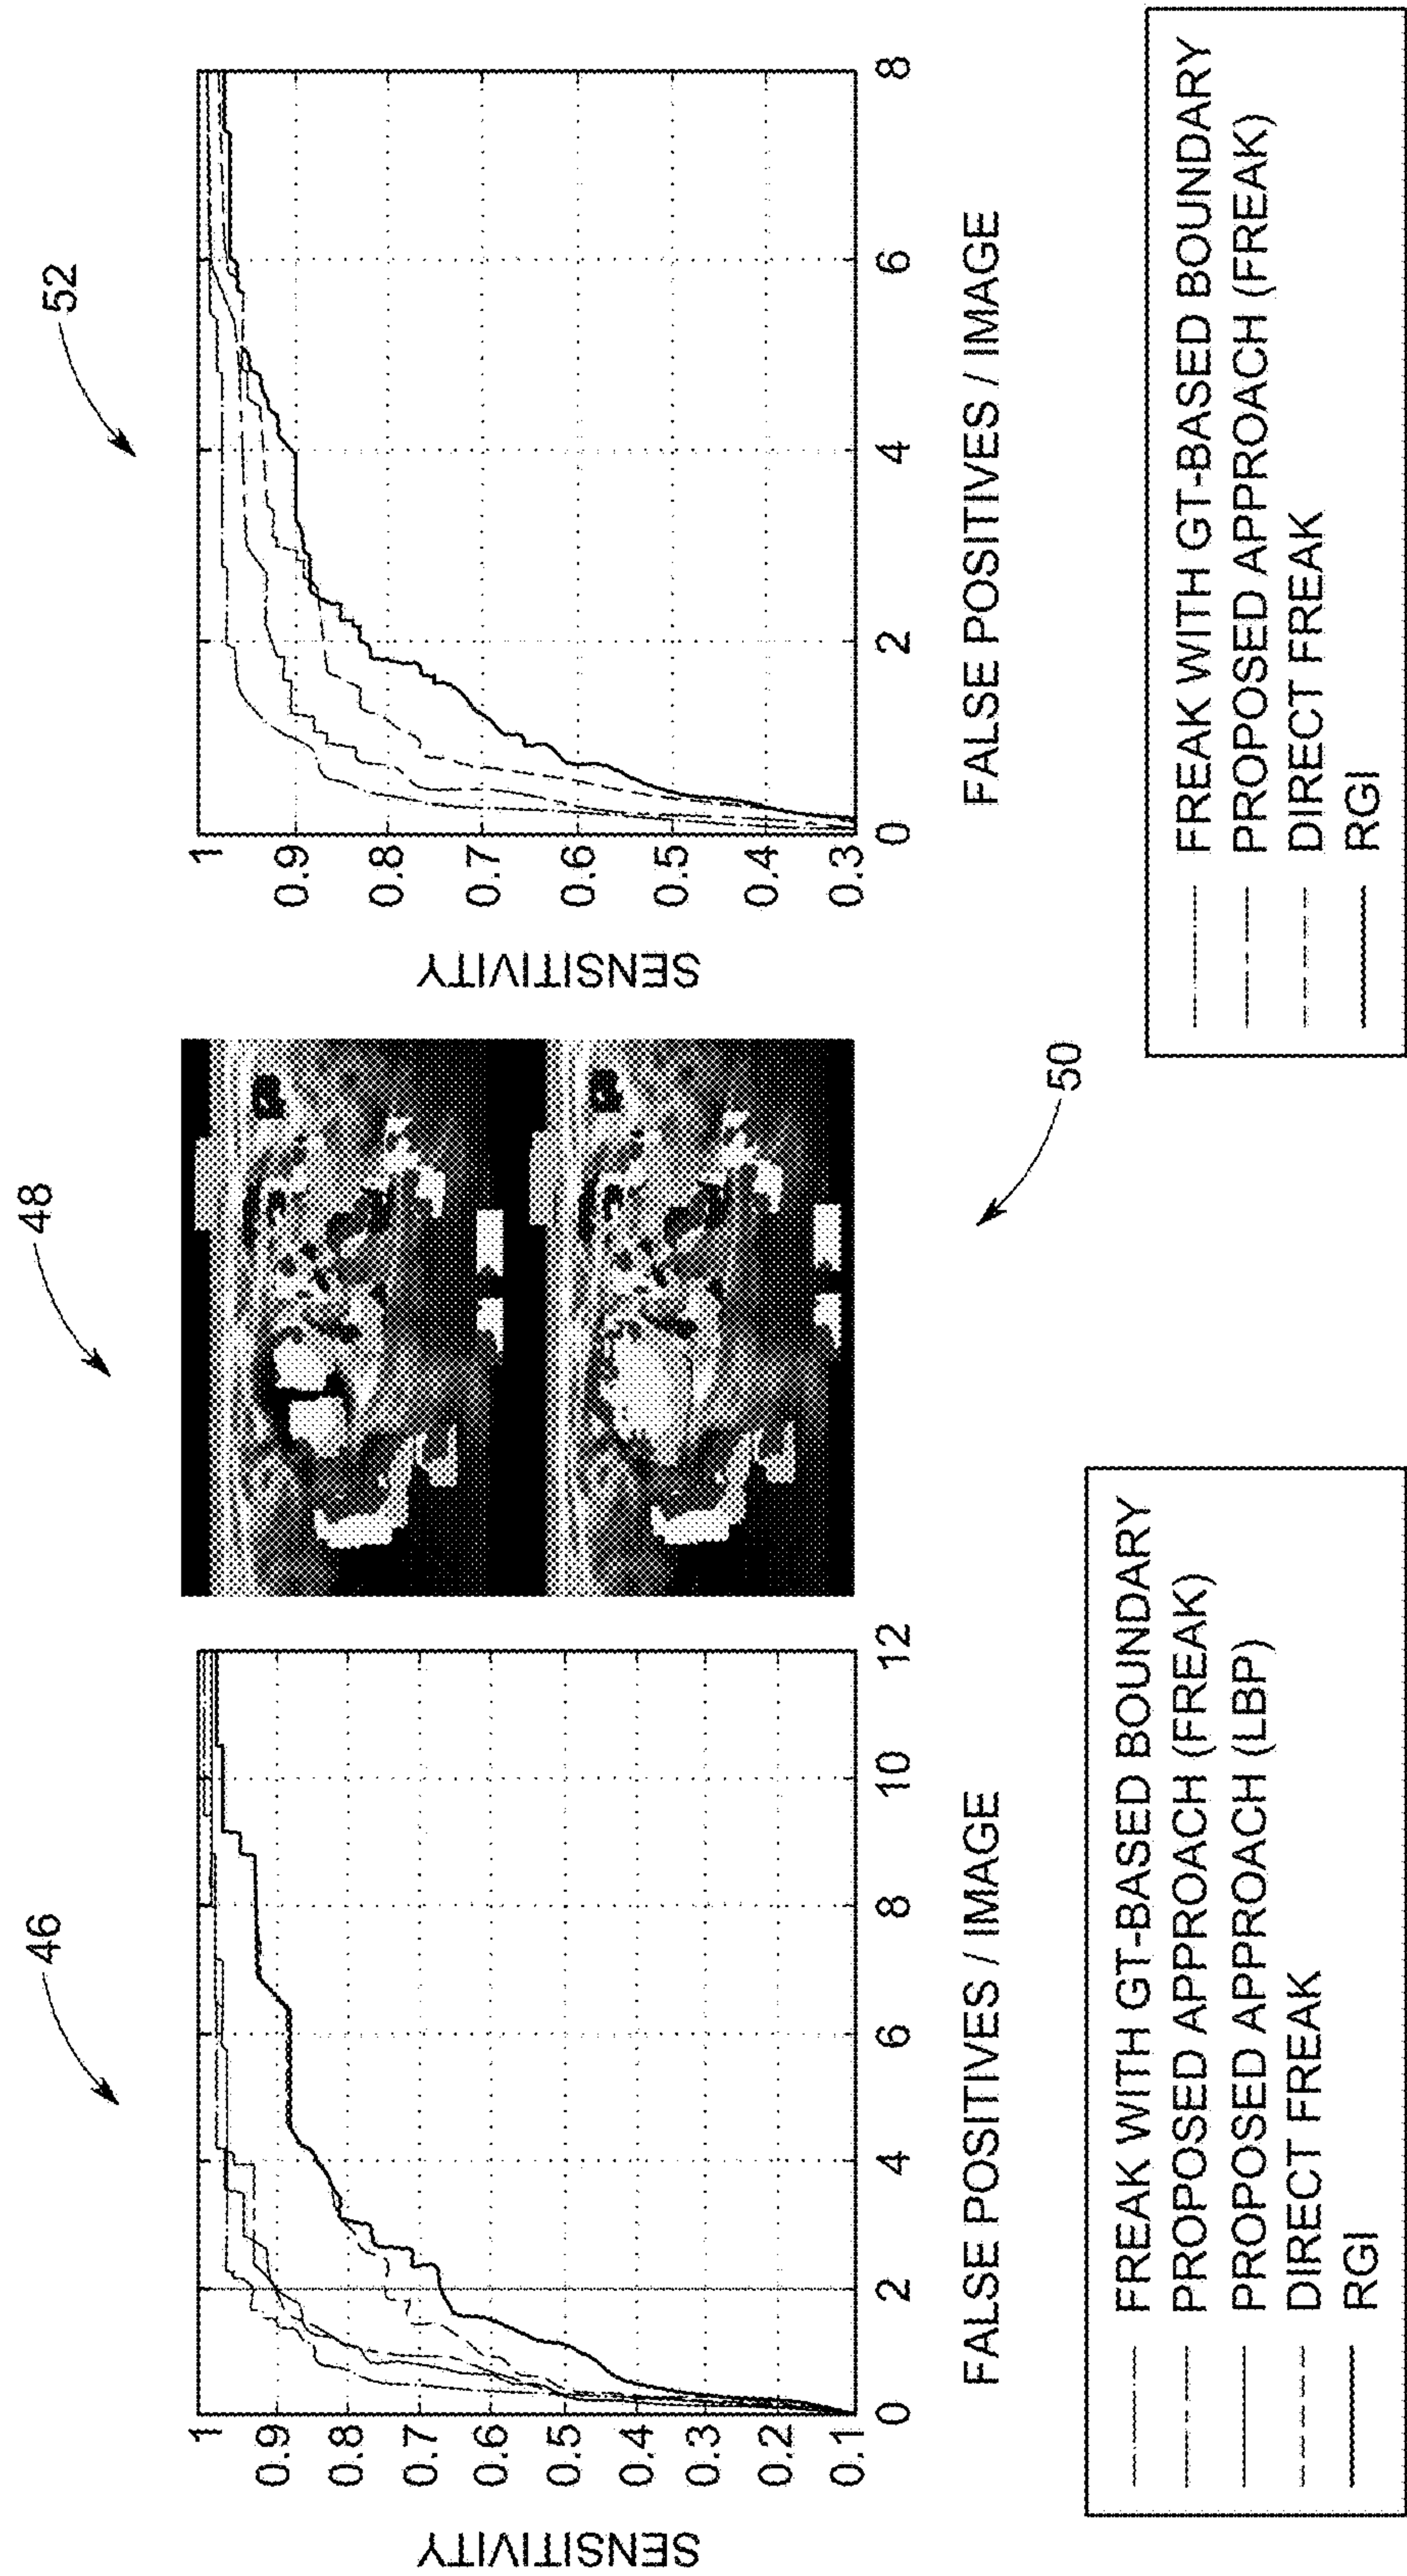 46
48
52
SENSITIVITY
1
0.9
0.8
0.7
0.6
0.5
0.4
0.3
0.2
0.1
0
2
4
6
8
10
12
FALSE POSITIVES / IMAGE
50
SENSITIVITY
1
0.9
0.8
0.7
0.6
0.5
0.4
0.3
0
2
4
6
8
FALSE POSITIVES / IMAGE
FREAK WITH GT-BASED BOUNDARY
PROPOSED APPROACH (FREAK)
PROPOSED APPROACH (LBP)
DIRECT FREAK
RGI
FREAK WITH GT-BASED BOUNDARY
PROPOSED APPROACH (FREAK)
DIRECT FREAK
RGI